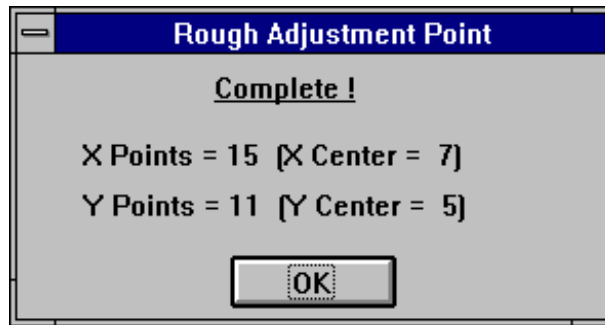 Rough Adjustment Point
Complete !
X Points = 15 (X Center = 7)
Y Points = 11 (Y Center = 5)
OK